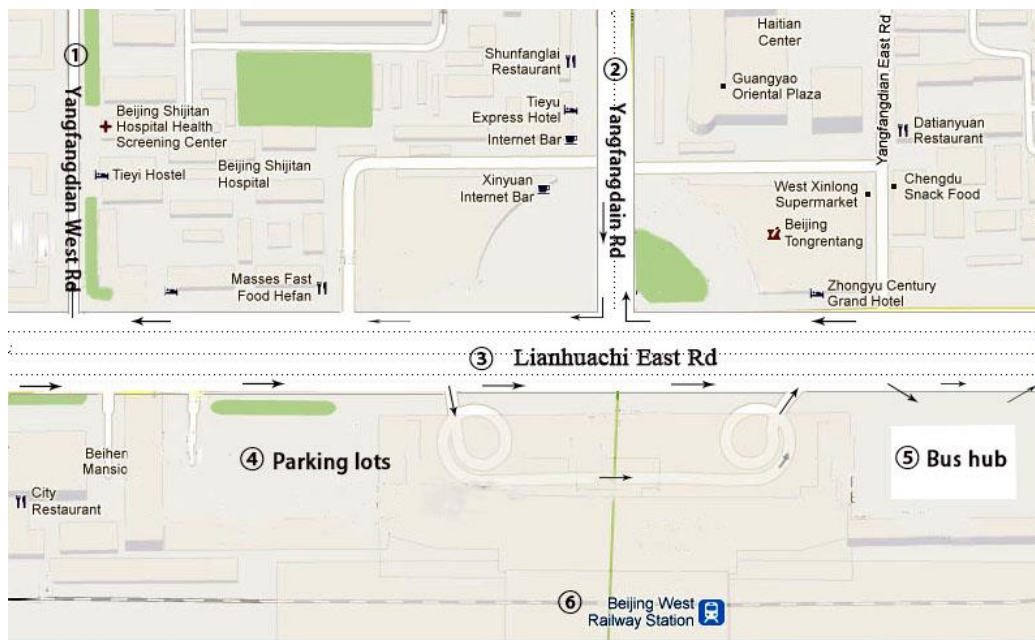 ①
Yangfangdian West Rd
Beijing Shijitan
Hospital Health
Screening Center
Tieyi Hostel
Beijing Shijitan
Hospital
Masses Fast
Food Hefan
Shunfanglai
Restaurant
Tieyu
Express Hotel
Internet Bar
Xinyuan
Internet Bar
②
Yangfangdain Rd
Haitian
Center
Guangyao
Oriental Plaza
Yangfangdian East Rd
Datianyuan
Restaurant
West Xinlong
Supermarket
Chengdu
Snack Food
Beijing
Tongrentang
Zhongyu Century
Grand Hotel
③ Lianhuachi East Rd
Beihen
Mansio
City
Restaurant
④ Parking lots
⑤ Bus hub
⑥ Beijing West
Railway Station